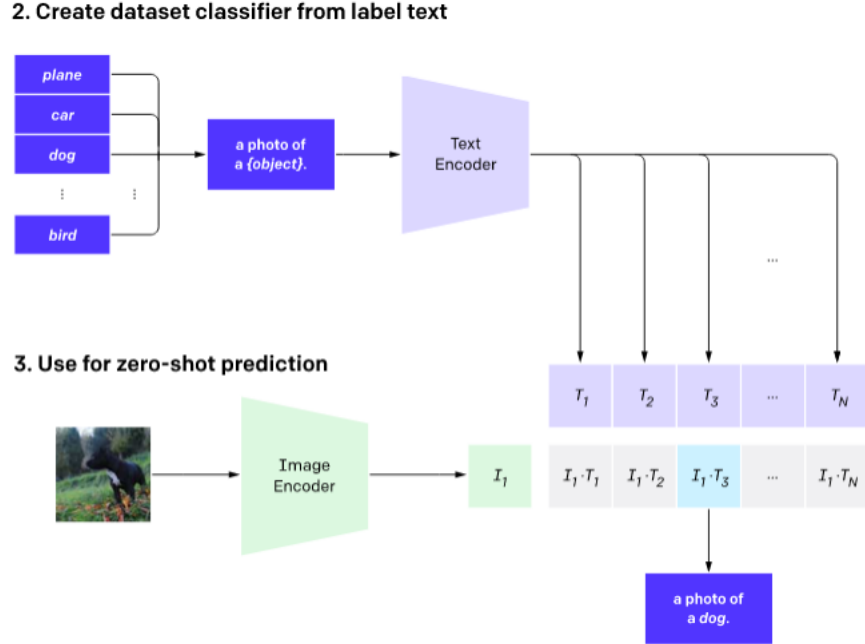 2. Create dataset classifier from label text
plane
car
dog
⋮ ⋮
bird
a photo of
a {object}.
Text
Encoder
...
3. Use for zero-shot prediction
Image
Encoder
I₁
T₁ T₂ T₃ ... T_N
I₁·T₁ I₁·T₂ I₁·T₃ ... I₁·T_N
a photo of
a dog.